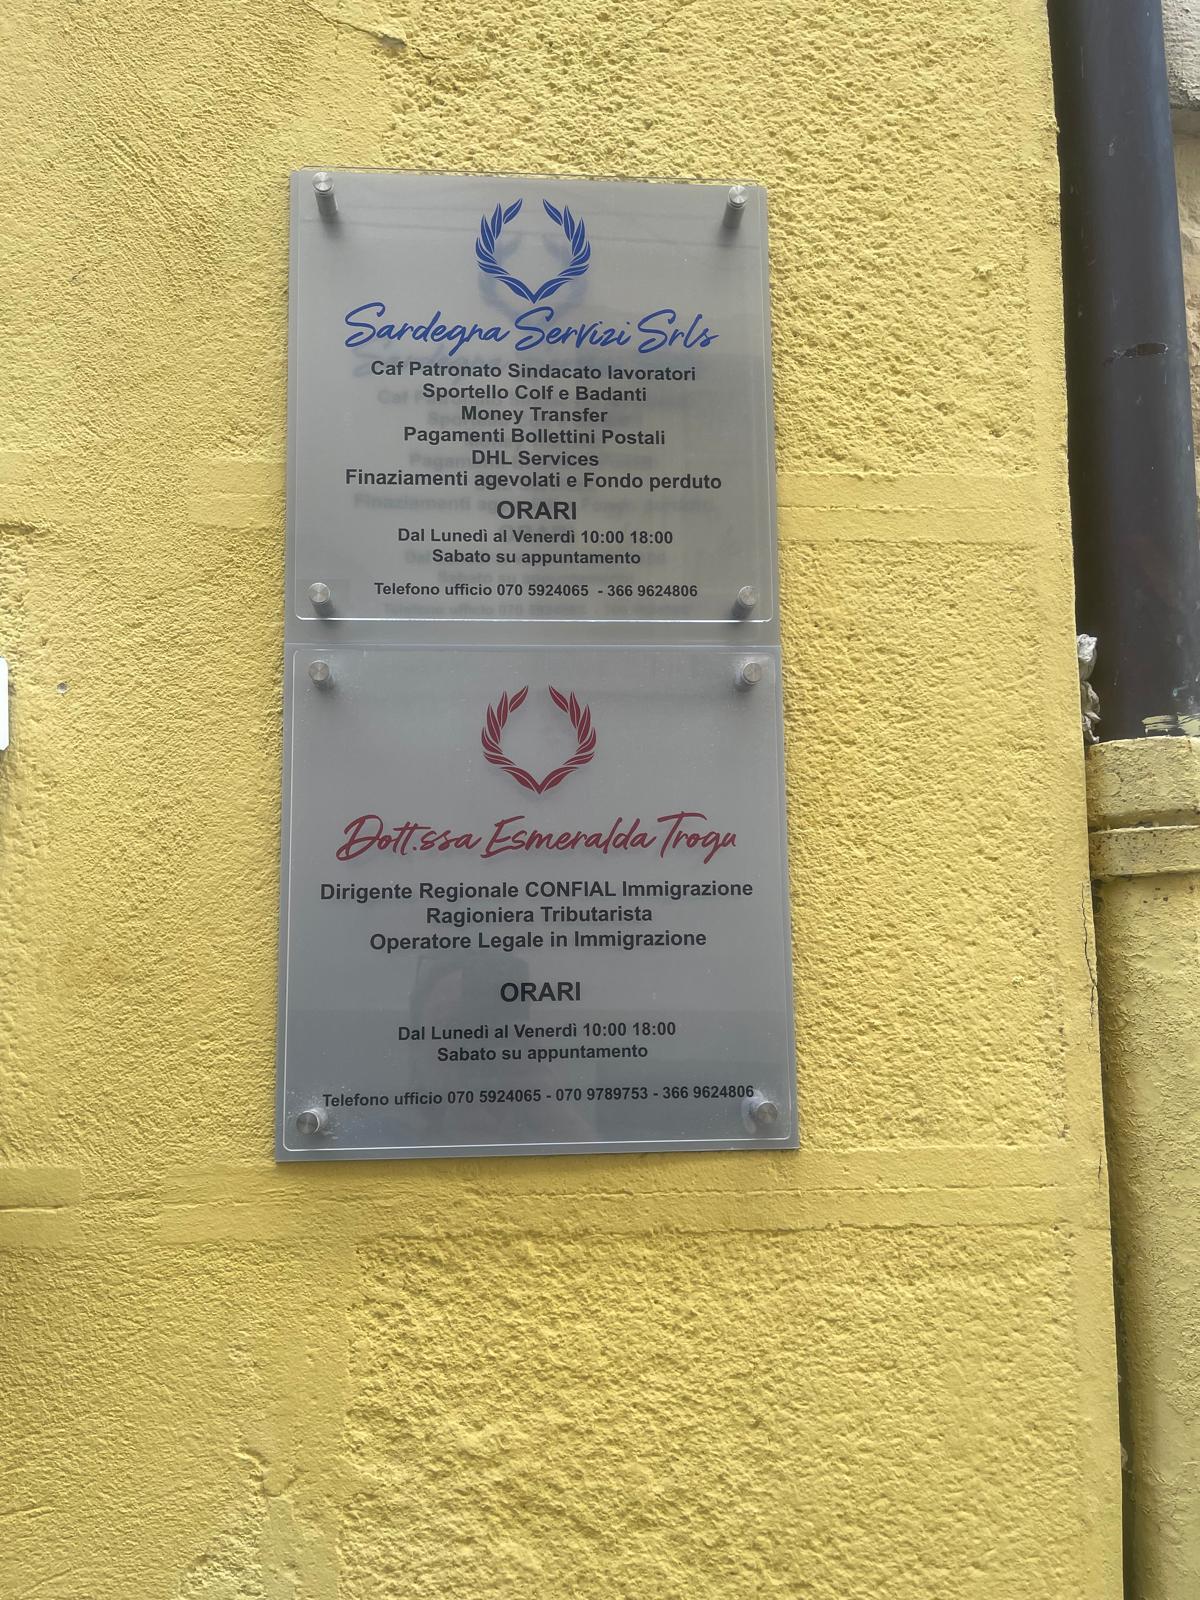 Sardegna Servizi Srls
Caf Patronato Sindacato lavoratori
Sportello Colf e Badanti
Money Transfer
Pagamenti Bollettini Postali
DHL Services
Finaziamenti agevolati e Fondo perduto
ORARI
Dal Lunedì al Venerdì 10:00 18:00
Sabato su appuntamento
Telefono ufficio 070 5924065 - 366 9624806
Dott.ssa Esmeralda Trogu
Dirigente Regionale CONFIAL Immigrazione
Ragioniera Tributarista
Operatore Legale in Immigrazione
ORARI
Dal Lunedì al Venerdì 10:00 18:00
Sabato su appuntamento
Telefono ufficio 070 5924065 - 070 9789753 - 366 9624806